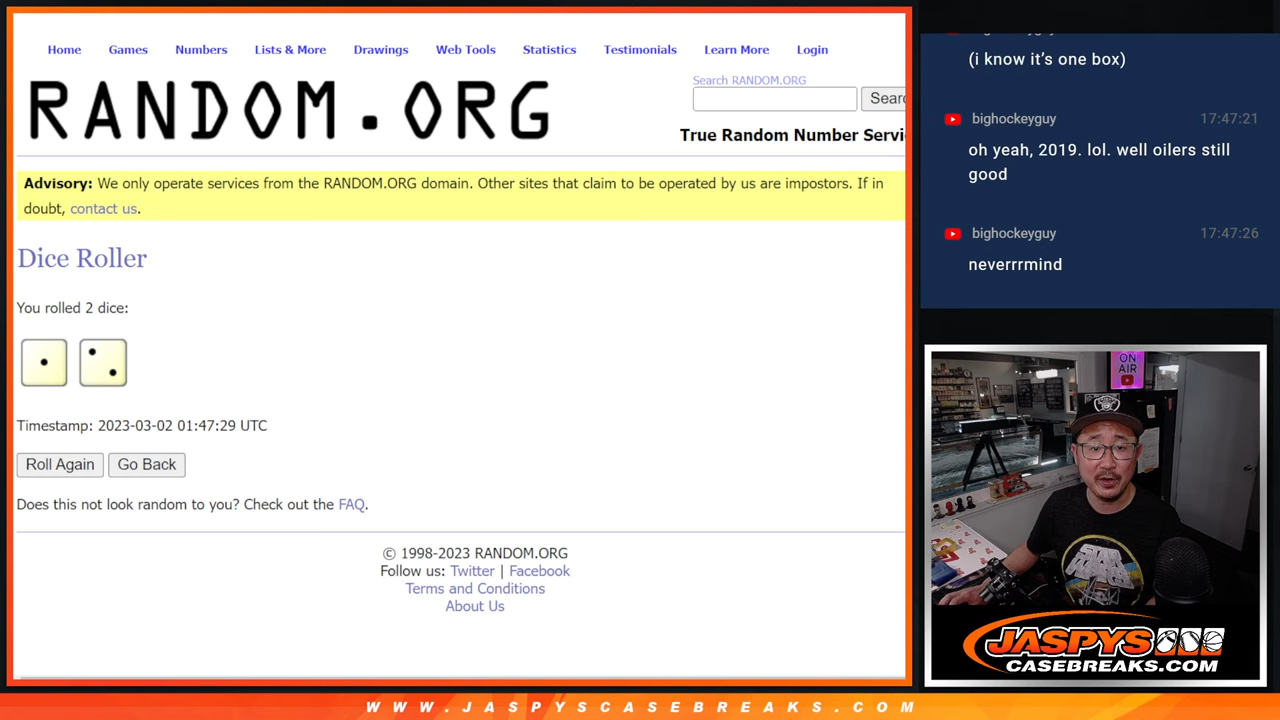 Home Games Numbers Lists & More Drawings Web Tools Statistics Testimonials Learn More Login
RANDOM.ORG
Search RANDOM.ORG
Searc
True Random Number Servi
Advisory: We only operate services from the RANDOM.ORG domain. Other sites that claim to be operated by us are impostors. If in
doubt, contact us.
Dice Roller
You rolled 2 dice:
Timestamp: 2023-03-02 01:47:29 UTC
Roll Again Go Back
Does this not look random to you? Check out the FAQ.
© 1998-2023 RANDOM.ORG
Follow us: Twitter | Facebook
Terms and Conditions
About Us
(i know it’s one box)
bighockeyguy 17:47:21
oh yeah, 2019. lol. well oilers still
good
bighockeyguy 17:47:26
neverrrmind
ON
AIR
STAR
JASPYS
CASEBREAKS.COM
WWW.JASPYSCASEBREAKS.COM